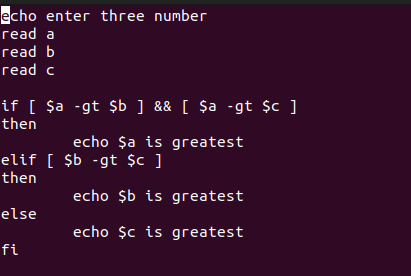 echo enter three number
read a
read b
read c
if [ $a -gt $b ] && [ $a -gt $c ]
then
echo $a is greatest
elif [ $b -gt $c ]
then
echo $b is greatest
else
echo $c is greatest
fi